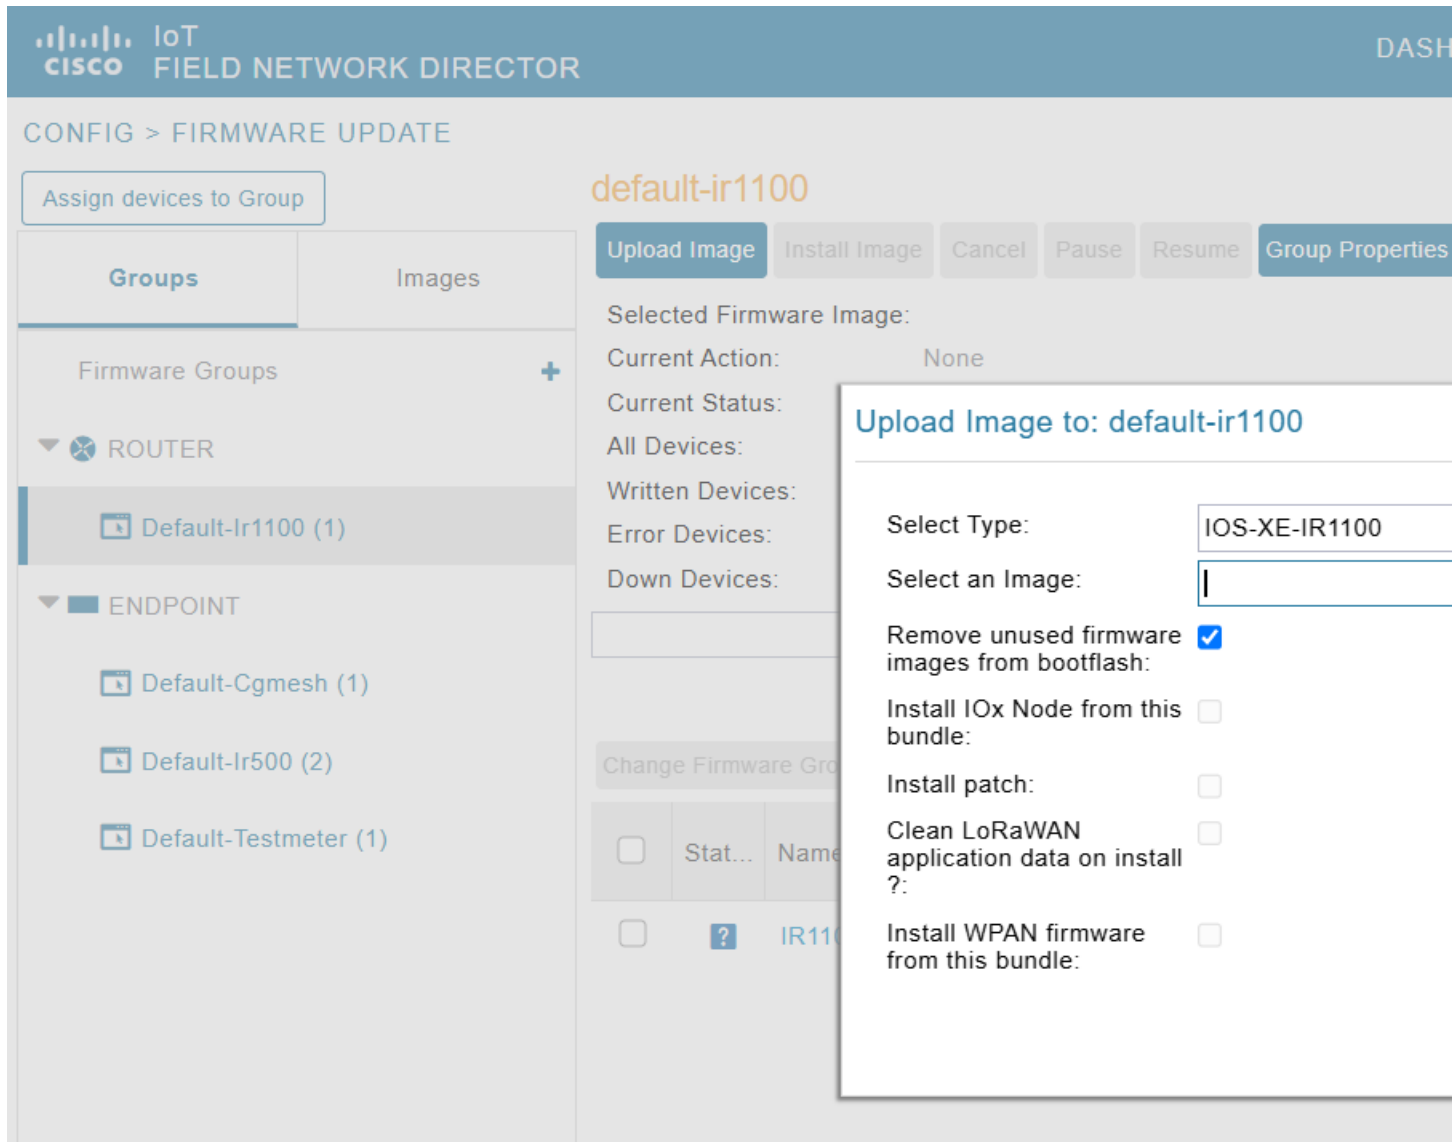 IoT
CISCO FIELD NETWORK DIRECTOR
DASH
CONFIG > FIRMWARE UPDATE
Assign devices to Group
Groups
Images
Firmware Groups +
ROUTER
Default-Ir1100 (1)
ENDPOINT
Default-Cgmesh (1)
Default-Ir500 (2)
Default-Testmeter (1)
default-ir1100
Upload Image
Install Image
Cancel
Pause
Resume
Group Properties
Selected Firmware Image:
Current Action: None
Current Status:
All Devices:
Written Devices:
Error Devices:
Down Devices:
Change Firmware Gro
Stat...
Name
?
IR110
Upload Image to: default-ir1100
Select Type: IOS-XE-IR1100
Select an Image:
Remove unused firmware
images from bootflash:
Install IOx Node from this
bundle:
Install patch:
Clean LoRaWAN
application data on install
?:
Install WPAN firmware
from this bundle: